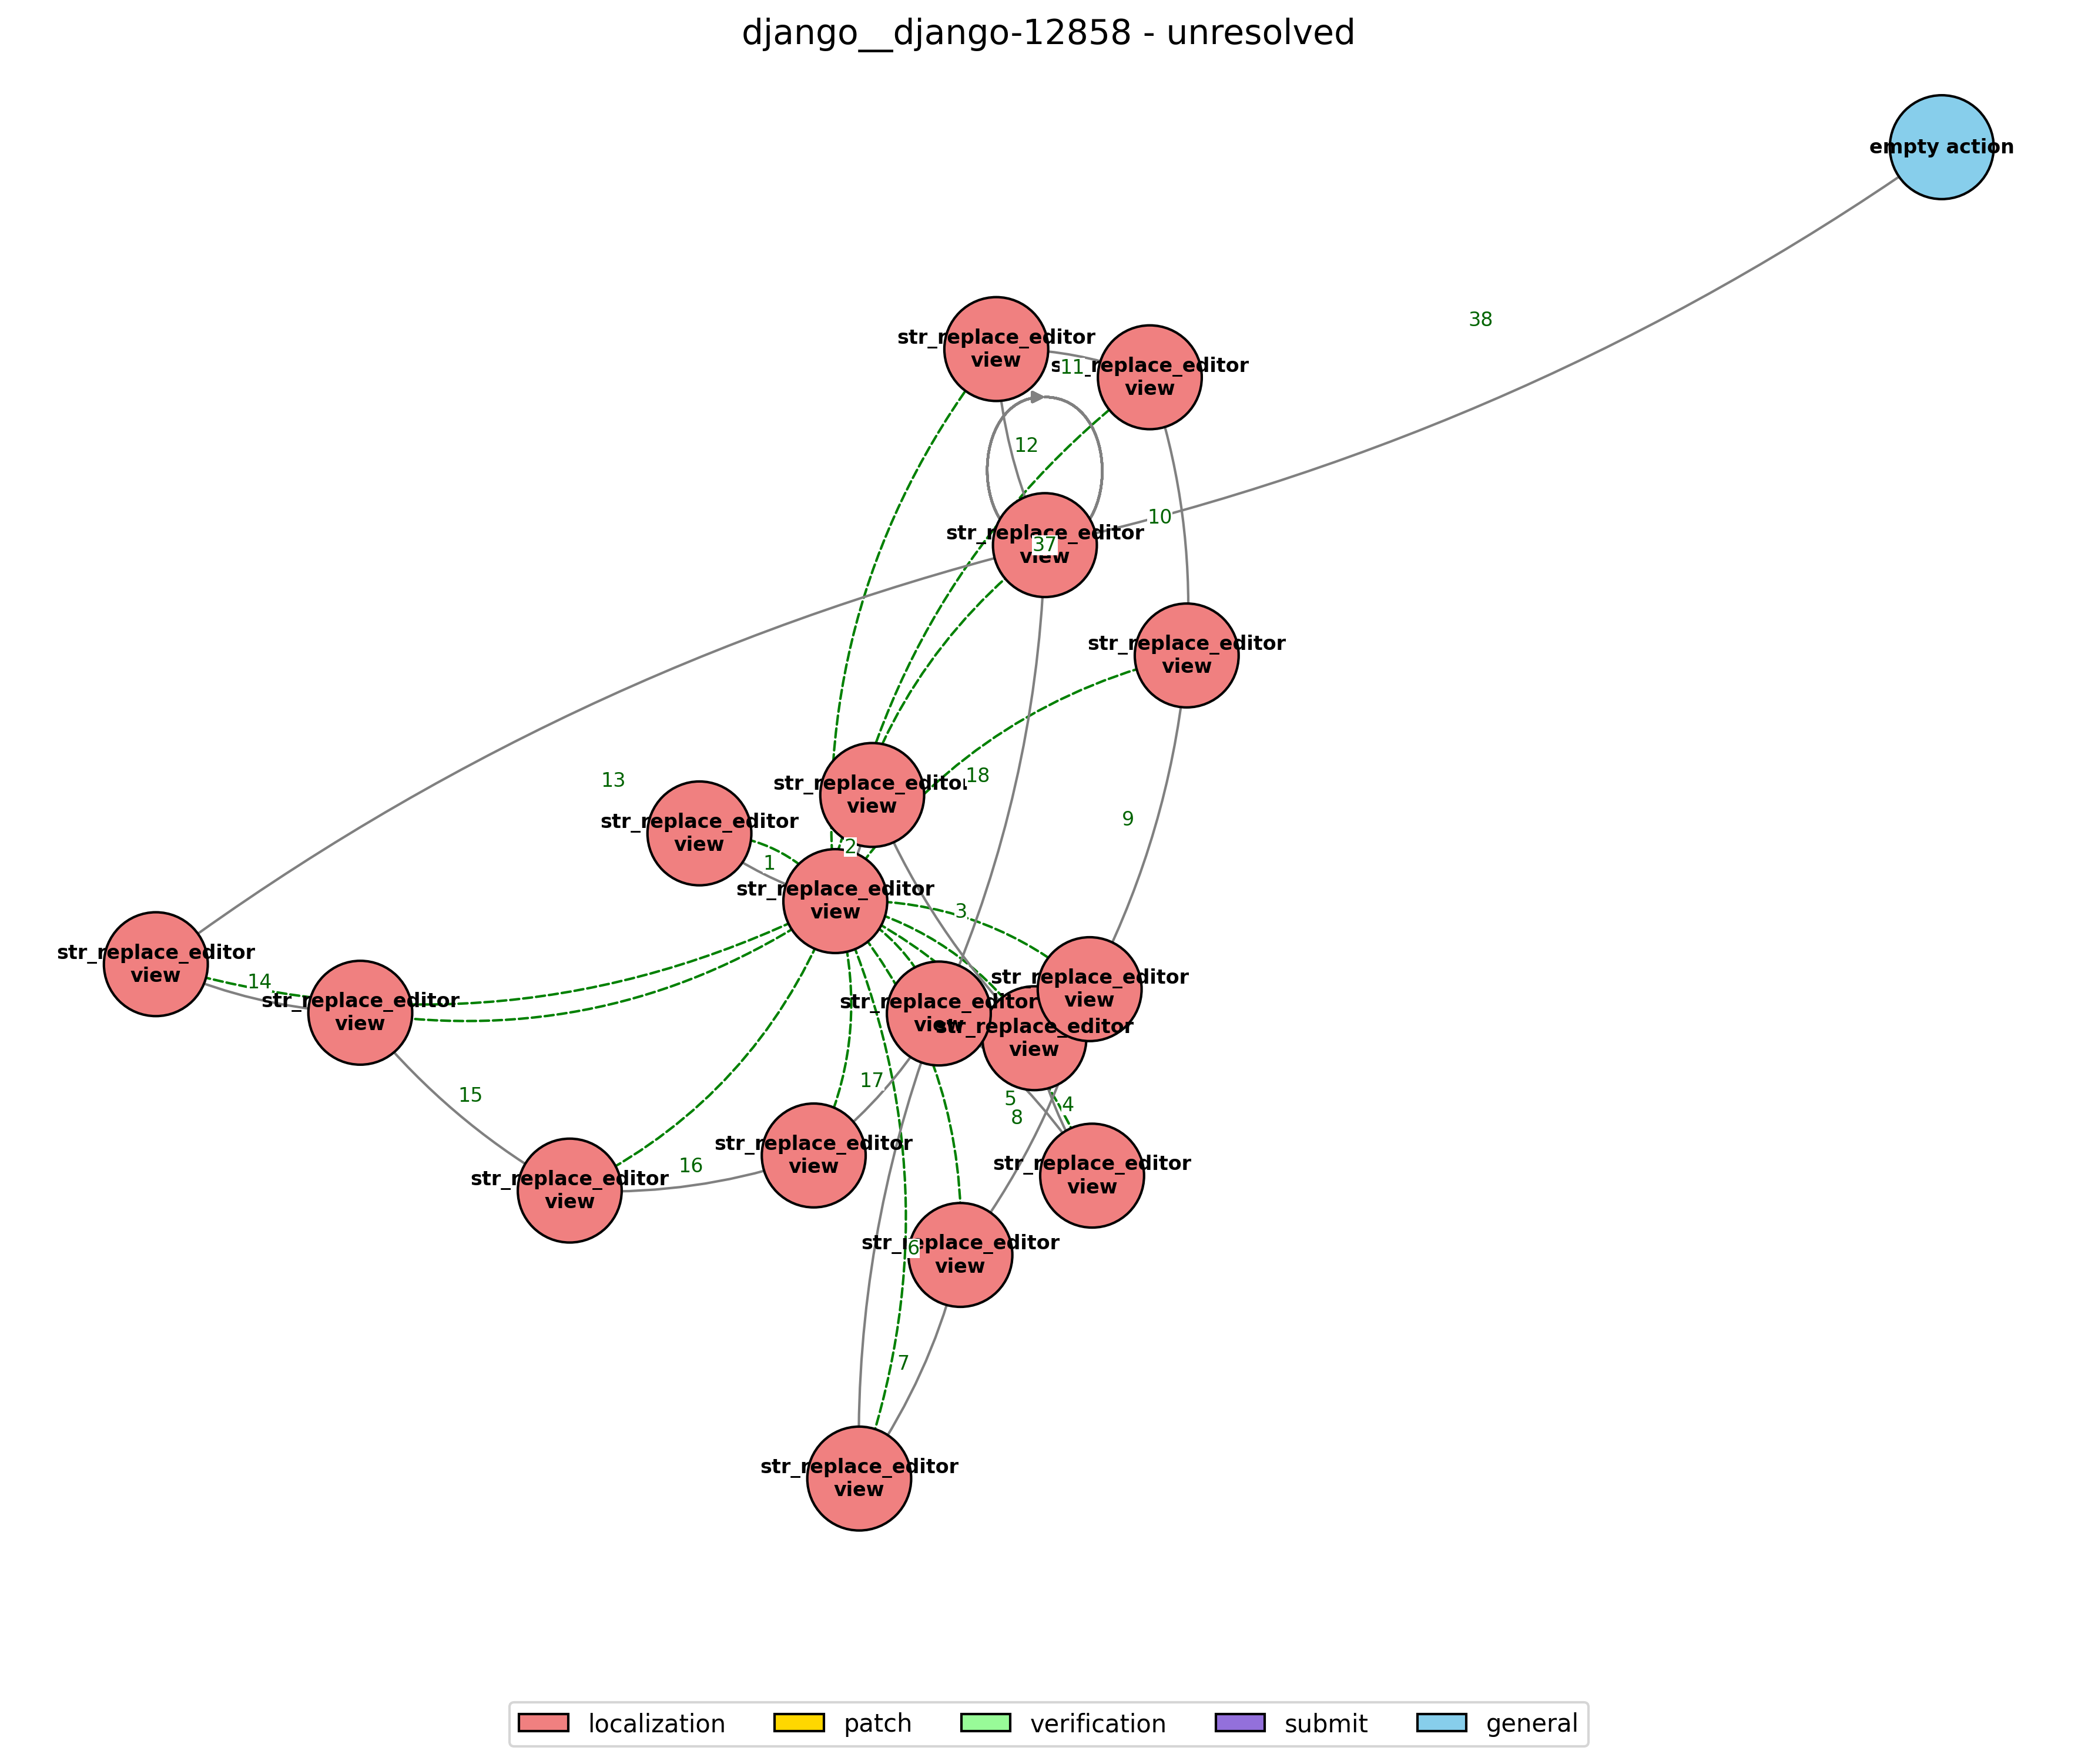 django__django-12858 - unresolved
empty action
38
str_replace_editor
view
11
str_replace_editor
view
12
10
str_replace_editor
view
37
str_replace_editor
view
18
13
str_replace_editor
view
9
str_replace_editor
view
2
1
str_replace_editor
view
3
str_replace_editor
view
14
str_replace_editor
view
str_replace_editor
view
str_replace_editor
view
str_replace_editor
view
17
15
5
4
8
str_replace_editor
view
16
str_replace_editor
view
str_replace_editor
view
6
str_replace_editor
view
7
str_replace_editor
view
localization
patch
verification
submit
general